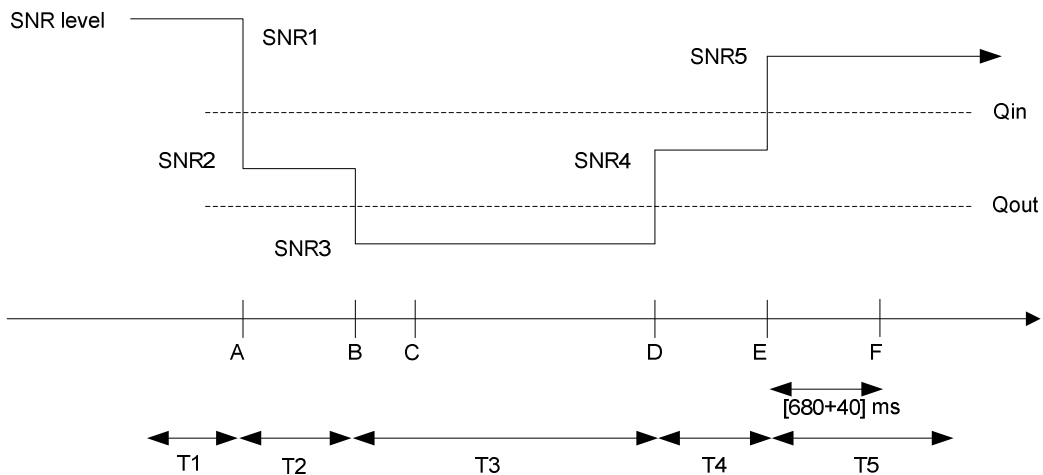 SNR level
SNR1
SNR5
Qin
SNR2
SNR4
Qout
SNR3
A
B
C
D
E
F
[680+40] ms
T1
T2
T3
T4
T5